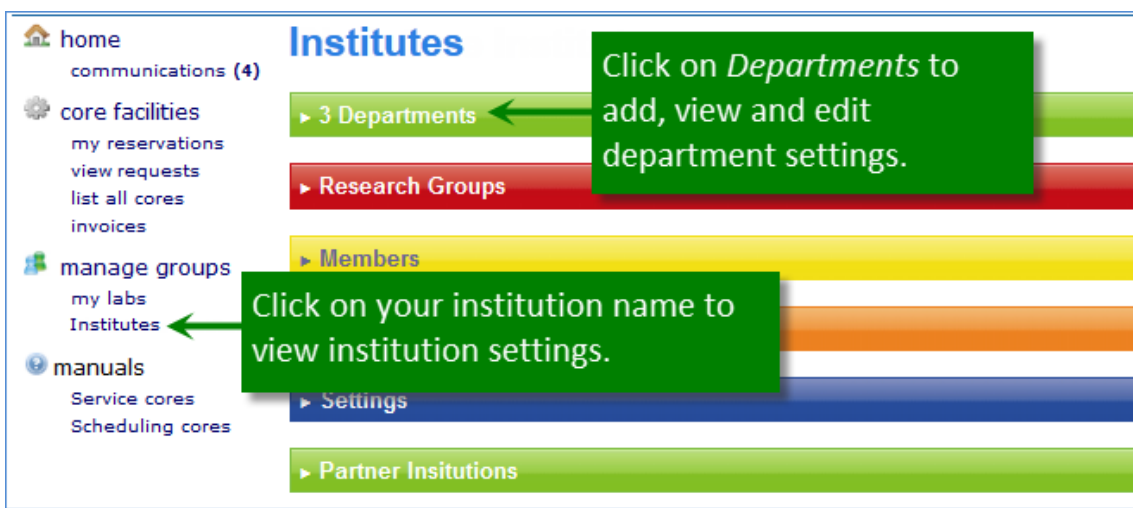 home
communications (4)
core facilities
my reservations
view requests
list all cores
invoices
manage groups
my labs
Institutes
manuals
Service cores
Scheduling cores
Institutes
▸ 3 Departments
▸ Research Groups
▸ Members
▸ Settings
▸ Partner Insitutions
Click on Departments to
add, view and edit
department settings.
Click on your institution name to
view institution settings.